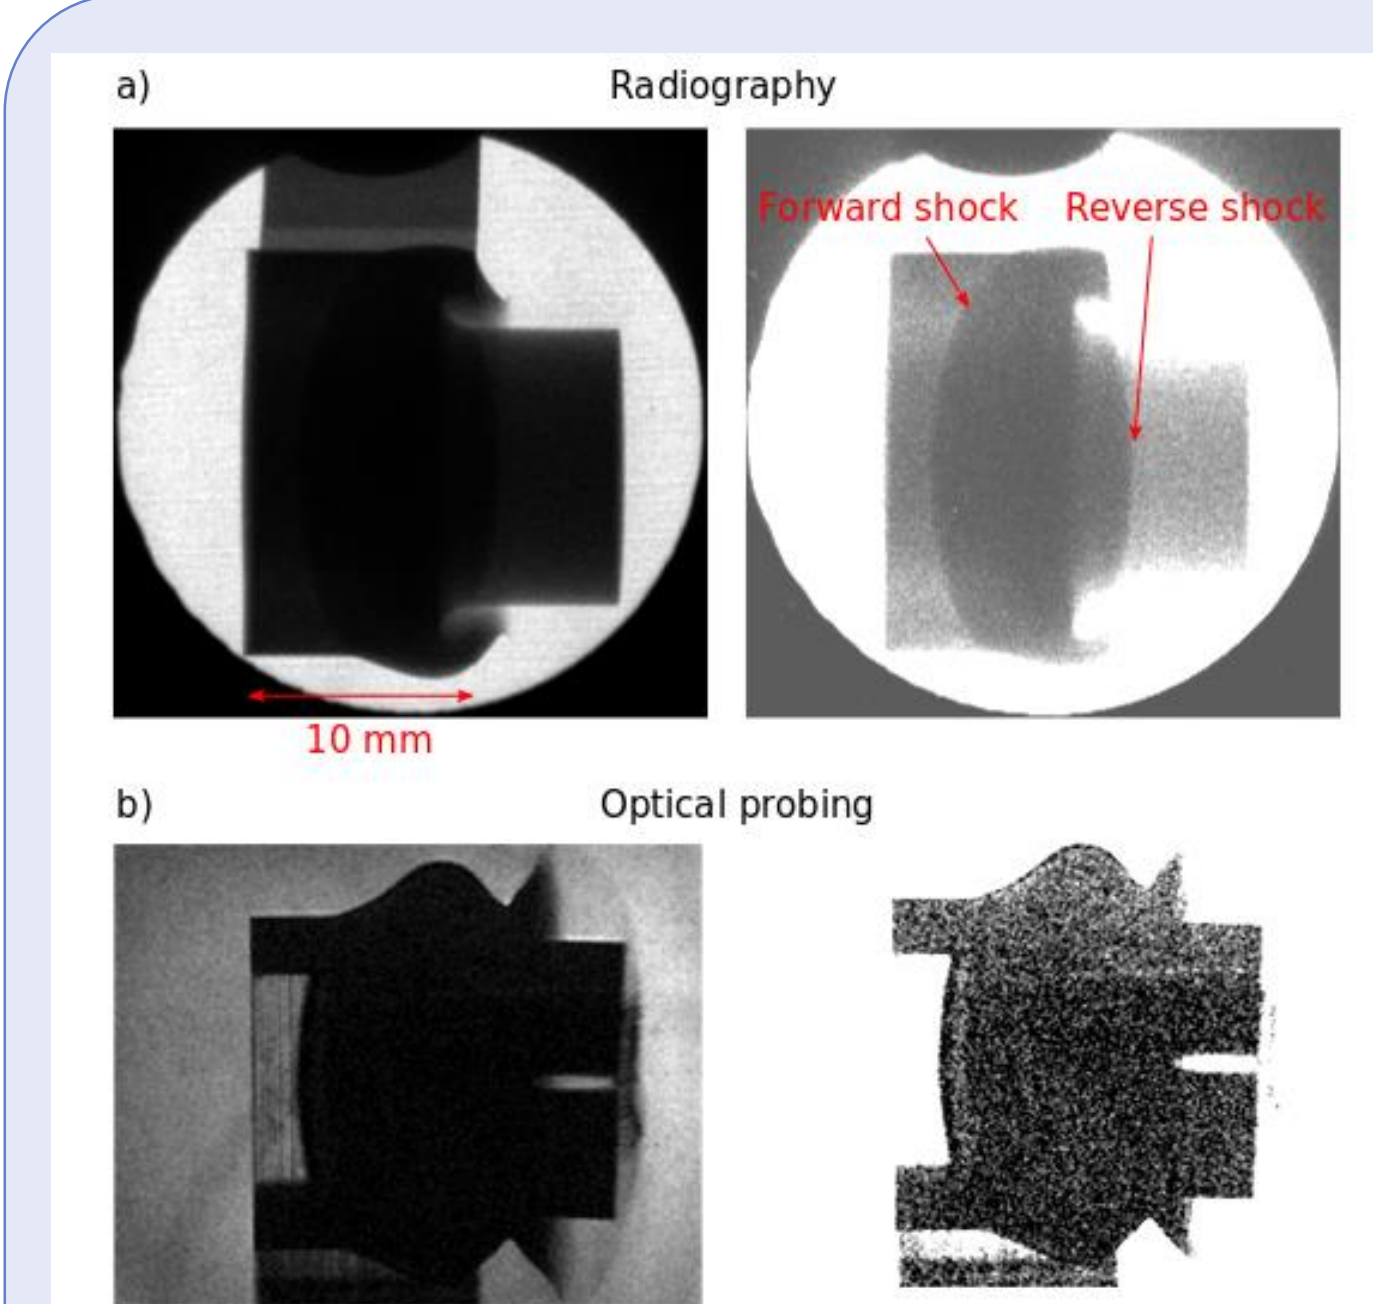 a)
Radiography
Forward shock
Reverse shock
10 mm
b)
Optical probing